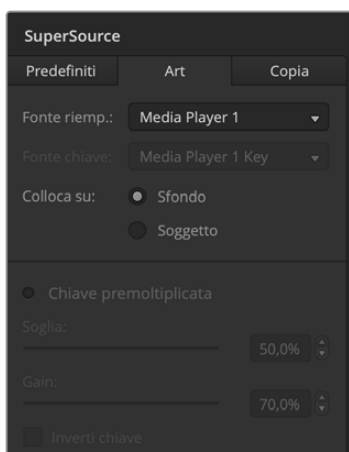 SuperSource
Predefiniti Art Copia
Fonte riemp.: Media Player 1
Fonte chiave: Media Player 1 Key
Colloca su: Sfondo
Soggetto
Chiave premoltiplicata
Soglia:
50,0%
Gain:
70,0%
Inverti chiave